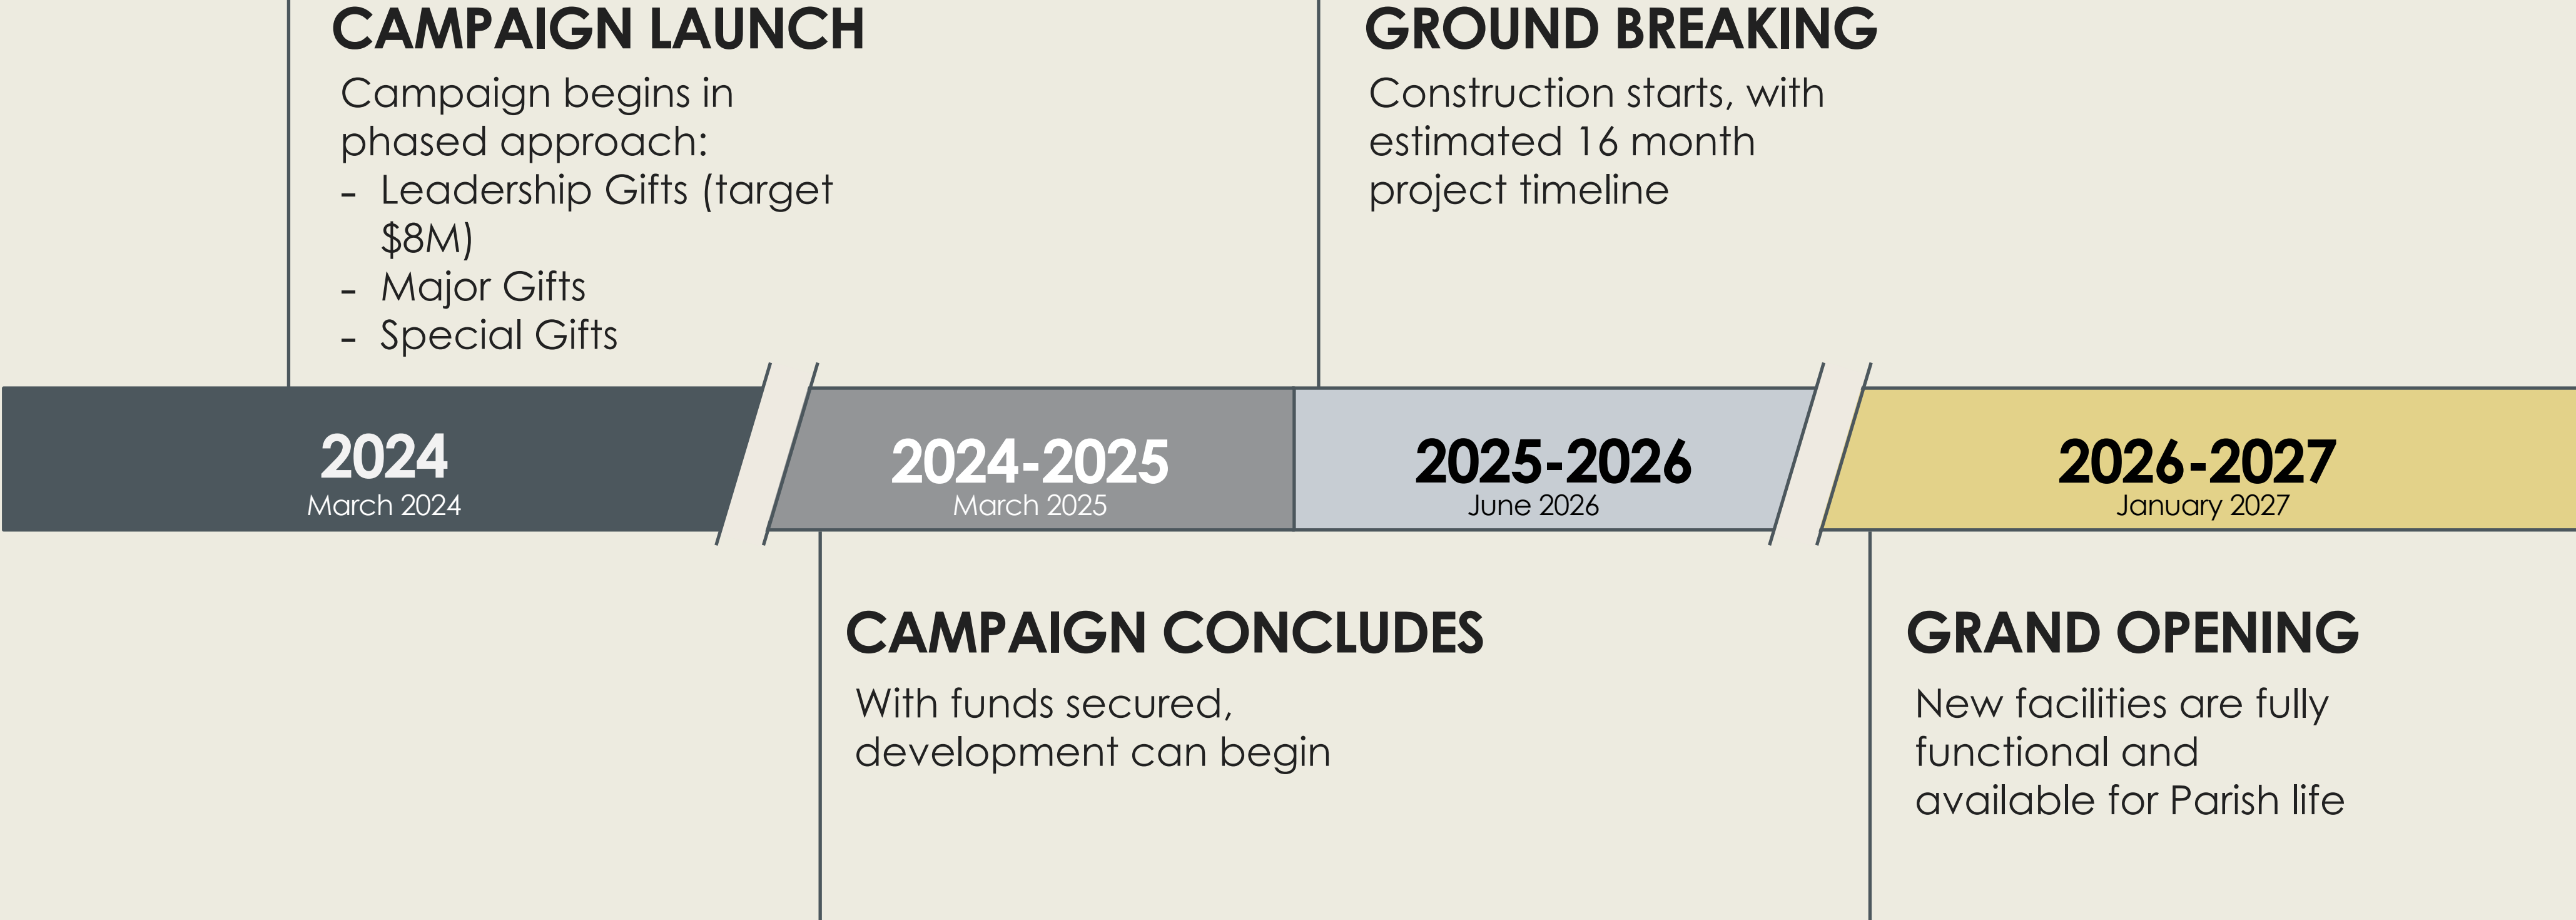 CAMPAIGN LAUNCH
Campaign begins in
phased approach:
- Leadership Gifts (target
$8M)
- Major Gifts
- Special Gifts
GROUND BREAKING
Construction starts, with
estimated 16 month
project timeline
2024
March 2024
2024-2025
March 2025
2025-2026
June 2026
2026-2027
January 2027
CAMPAIGN CONCLUDES
With funds secured,
development can begin
GRAND OPENING
New facilities are fully
functional and
available for Parish life